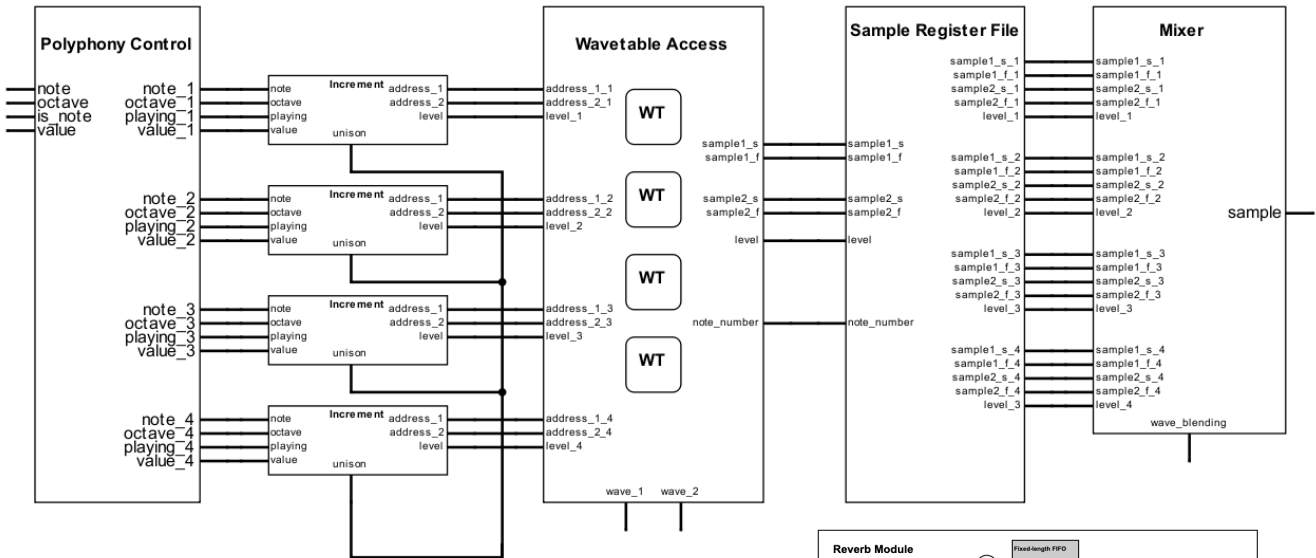 Polyphony Control
note
octave
is_note
value
note_1
octave_1
playing_1
value_1
note_2
octave_2
playing_2
value_2
note_3
octave_3
playing_3
value_3
note_4
octave_4
playing_4
value_4
Increment
note
octave
playing
value
address_1
address_2
level
unison
Increment
note
octave
playing
value
address_1
address_2
level
unison
Increment
note
octave
playing
value
address_1
address_2
level
unison
Increment
note
octave
playing
value
address_1
address_2
level
unison
Wavetable Access
address_1_1
address_2_1
level_1
address_1_2
address_2_2
level_2
address_1_3
address_2_3
level_3
address_1_4
address_2_4
level_4
WT
WT
WT
WT
sample1_s
sample1_f
sample2_s
sample2_f
level
note_number
wave_1 wave_2
Sample Register File
sample1_s
sample1_f
sample2_s
sample2_f
level
note_number
sample1_s_1
sample1_f_1
sample2_s_1
sample2_f_1
level_1
sample1_s_2
sample1_f_2
sample2_s_2
sample2_f_2
level_2
sample1_s_3
sample1_f_3
sample2_s_3
sample2_f_3
level_3
sample1_s_4
sample1_f_4
sample2_s_4
sample2_f_4
level_3
Mixer
sample1_s_1
sample1_f_1
sample2_s_1
sample2_f_1
level_1
sample1_s_2
sample1_f_2
sample2_s_2
sample2_f_2
level_2
sample1_s_3
sample1_f_3
sample2_s_3
sample2_f_3
level_3
sample1_s_4
sample1_f_4
sample2_s_4
sample2_f_4
level_4
sample
wave_blending
Reverb Module
Fixed-length FIFO